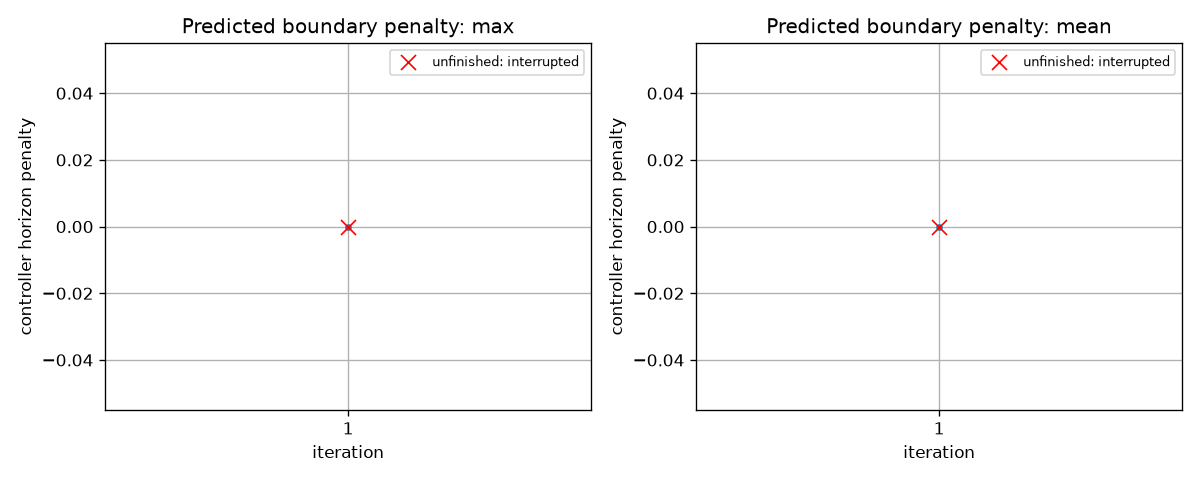 Predicted boundary penalty: max
unfinished: interrupted
controller horizon penalty
0.04
0.02
0.00
−0.02
−0.04
1
iteration
Predicted boundary penalty: mean
unfinished: interrupted
controller horizon penalty
0.04
0.02
0.00
−0.02
−0.04
1
iteration